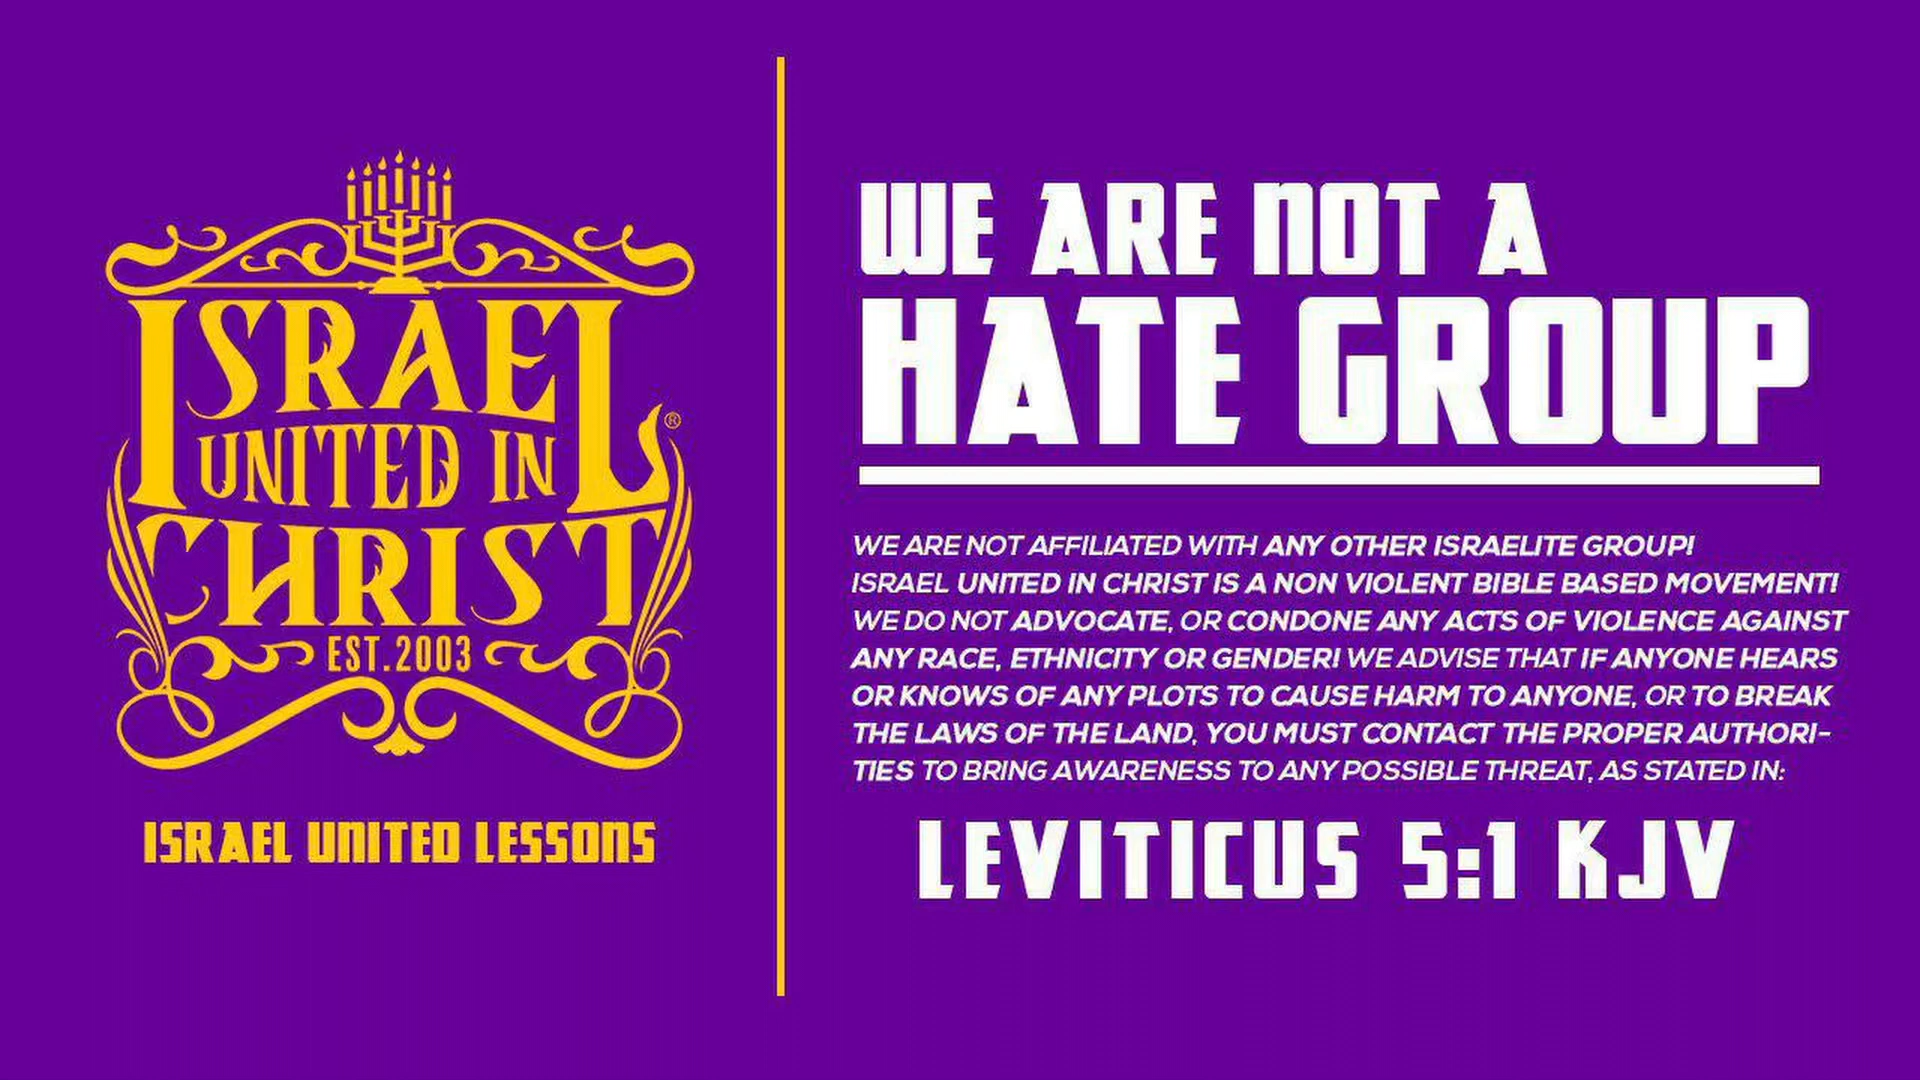 ISRAEL
UNITED IN
CHRIST
®
EST.2003
ISRAEL UNITED LESSONS
WE ARE NOT A
HATE GROUP
WE ARE NOT AFFILIATED WITH ANY OTHER ISRAELITE GROUP!
ISRAEL UNITED IN CHRIST IS A NON VIOLENT BIBLE BASED MOVEMENT!
WE DO NOT ADVOCATE, OR CONDONE ANY ACTS OF VIOLENCE AGAINST
ANY RACE, ETHNICITY OR GENDER! WE ADVISE THAT IF ANYONE HEARS
OR KNOWS OF ANY PLOTS TO CAUSE HARM TO ANYONE, OR TO BREAK
THE LAWS OF THE LAND, YOU MUST CONTACT THE PROPER AUTHORI-
TIES TO BRING AWARENESS TO ANY POSSIBLE THREAT, AS STATED IN:
LEVITICUS 5:1 KJV